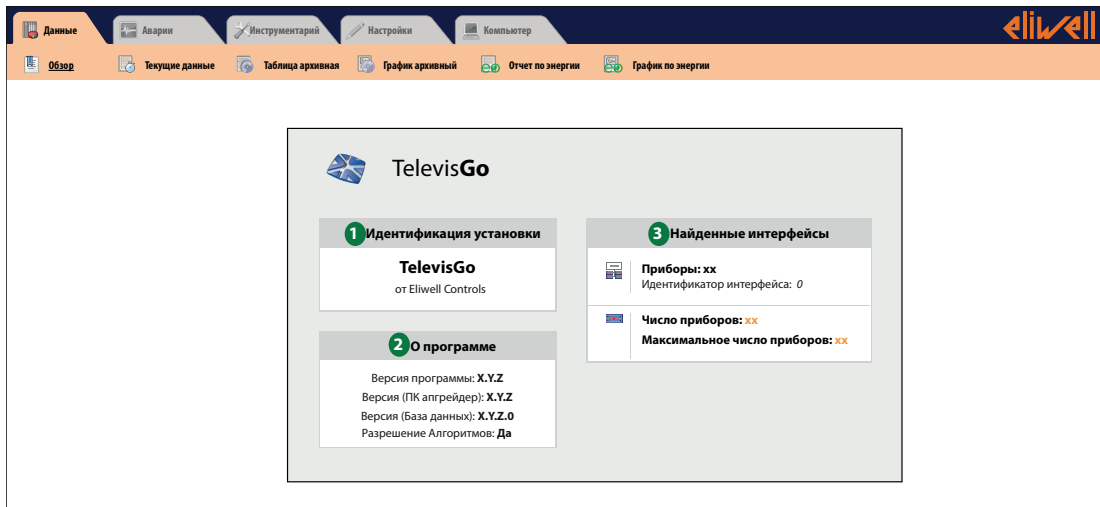 Данные Аварии Инструментарий Настройки Компьютер eliwell
Обзор Текущие данные Таблица архивная График архивный Отчет по энергии График по энергии
TelevisGo
1 Идентификация установки
TelevisGo
от Eliwell Controls
2 О программе
Версия программы: X.Y.Z
Версия (ПК апгрейдер): X.Y.Z
Версия (База данных): X.Y.Z.0
Разрешение Алгоритмов: Да
3 Найденные интерфейсы
Приборы: xx
Идентификатор интерфейса: 0
Число приборов: xx
Максимальное число приборов: xx